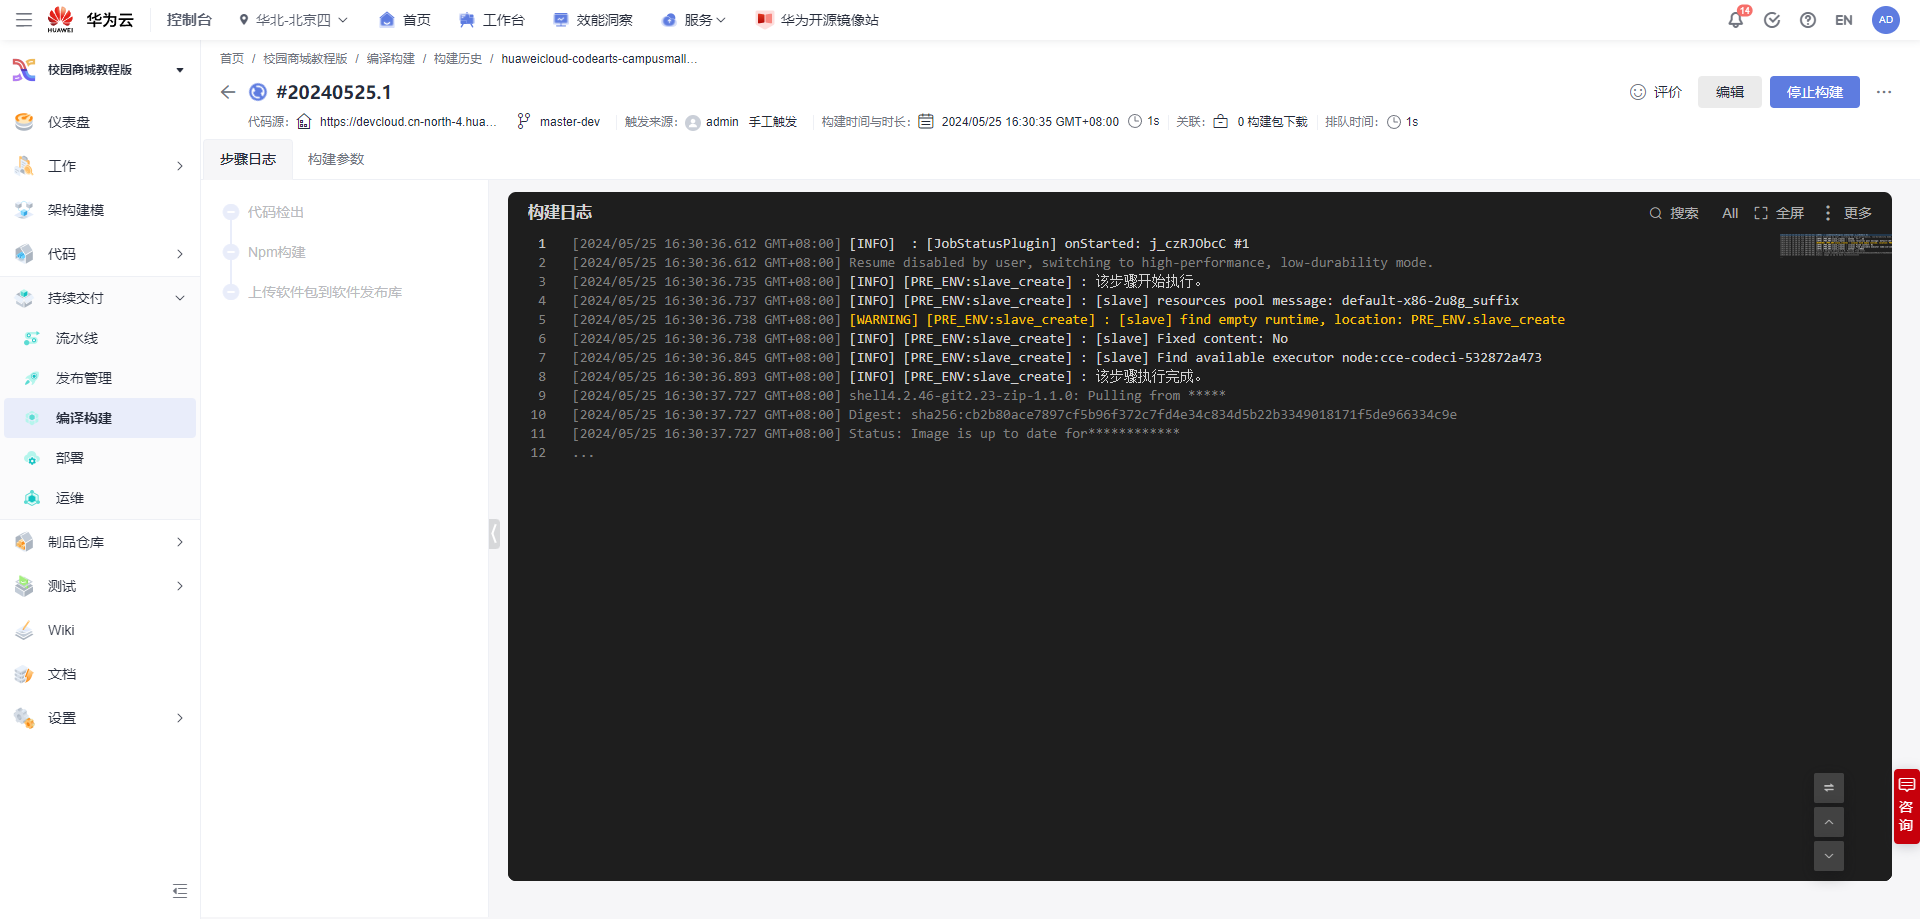 HUAWEI 华为云 控制台 华北-北京四 首页 工作台 效能洞察 服务 华为开源镜像站 14 EN AD
校园商城教程版
仪表盘
工作
架构建模
代码
持续交付
流水线
发布管理
编译构建
部署
运维
制品仓库
测试
Wiki
文档
设置
首页 / 校园商城教程版 / 编译构建 / 构建历史 / huaweicloud-codearts-campusmall...
#20240525.1
评价 编辑 停止构建 ...
代码源: https://devcloud.cn-north-4.hua... master-dev 触发来源: admin 手工触发 构建时间与时长: 2024/05/25 16:30:35 GMT+08:00 1s 关联: 0 构建包下载 排队时间: 1s
步骤日志 构建参数
代码检出
Npm构建
上传软件包到软件发布库
构建日志 搜索 All 全屏 更多
1 [2024/05/25 16:30:36.612 GMT+08:00] [INFO]  : [JobStatusPlugin] onStarted: j_czRJObcC #1
2 [2024/05/25 16:30:36.612 GMT+08:00] Resume disabled by user, switching to high-performance, low-durability mode.
3 [2024/05/25 16:30:36.735 GMT+08:00] [INFO] [PRE_ENV:slave_create] : 该步骤开始执行。
4 [2024/05/25 16:30:36.737 GMT+08:00] [INFO] [PRE_ENV:slave_create] : [slave] resources pool message: default-x86-2u8g_suffix
5 [2024/05/25 16:30:36.738 GMT+08:00] [WARNING] [PRE_ENV:slave_create] : [slave] find empty runtime, location: PRE_ENV.slave_create
6 [2024/05/25 16:30:36.738 GMT+08:00] [INFO] [PRE_ENV:slave_create] : [slave] Fixed content: No
7 [2024/05/25 16:30:36.845 GMT+08:00] [INFO] [PRE_ENV:slave_create] : [slave] Find available executor node:cce-codeci-532872a473
8 [2024/05/25 16:30:36.893 GMT+08:00] [INFO] [PRE_ENV:slave_create] : 该步骤执行完成。
9 [2024/05/25 16:30:37.727 GMT+08:00] shell4.2.46-git2.23-zip-1.1.0: Pulling from *****
10 [2024/05/25 16:30:37.727 GMT+08:00] Digest: sha256:cb2b80ace7897cf5b96f372c7fd4e34c834d5b22b3349018171f5de966334c9e
11 [2024/05/25 16:30:37.727 GMT+08:00] Status: Image is up to date for************
12 ...
咨
询